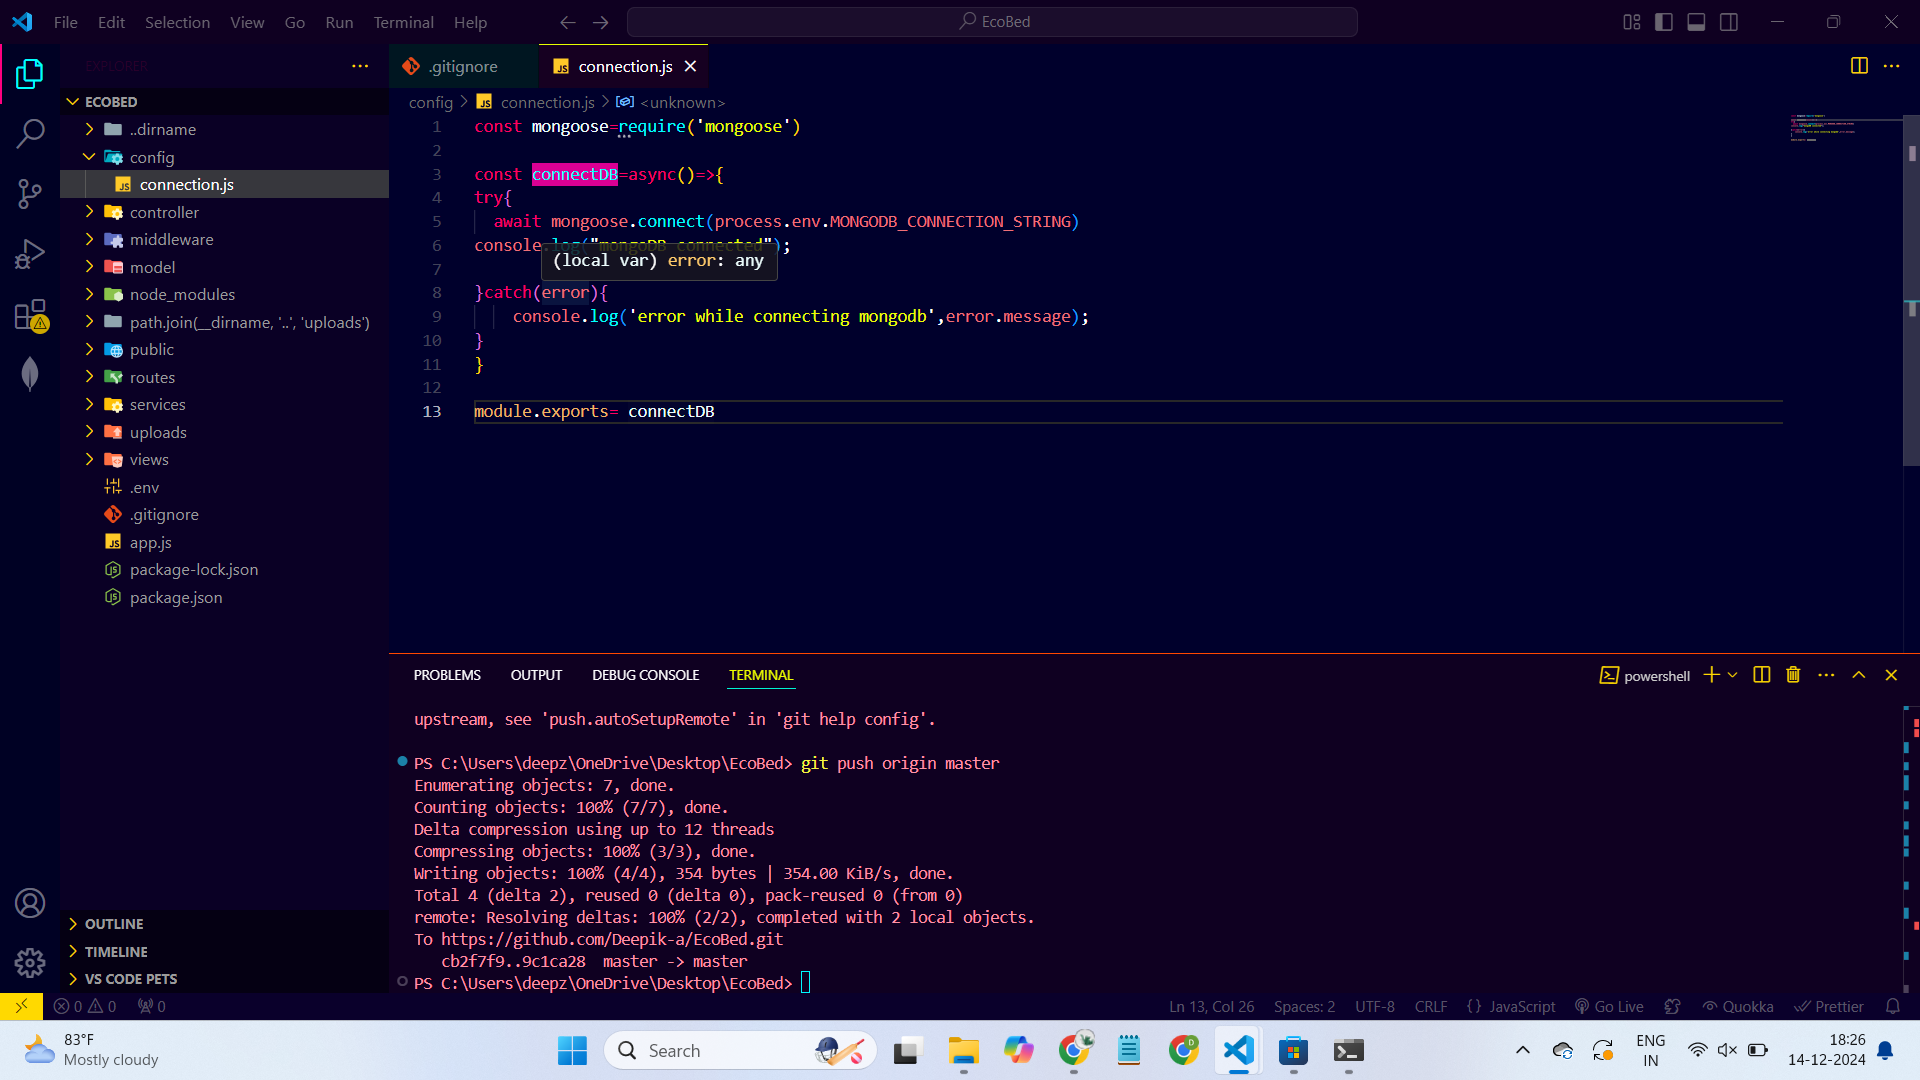 File Edit Selection View Go Run Terminal Help
EcoBed
EXPLORER
.gitignore
connection.js
ECOBED
..dirname
config
connection.js
controller
middleware
model
node_modules
path.join(__dirname, '..', 'uploads')
public
routes
services
uploads
views
.env
.gitignore
app.js
package-lock.json
package.json
OUTLINE
TIMELINE
VS CODE PETS
config > connection.js > <unknown>
1 const mongoose=require('mongoose')
2
3 const connectDB=async()=>{
4 try{
5 await mongoose.connect(process.env.MONGODB_CONNECTION_STRING)
6 console.log("mongoDB connected");
(local var) error: any
7
8 }catch(error){
9 console.log('error while connecting mongodb',error.message);
10 }
11 }
12
13 module.exports= connectDB
PROBLEMS OUTPUT DEBUG CONSOLE TERMINAL
powershell
upstream, see 'push.autoSetupRemote' in 'git help config'.
PS C:\Users\deepz\OneDrive\Desktop\EcoBed> git push origin master
Enumerating objects: 7, done.
Counting objects: 100% (7/7), done.
Delta compression using up to 12 threads
Compressing objects: 100% (3/3), done.
Writing objects: 100% (4/4), 354 bytes | 354.00 KiB/s, done.
Total 4 (delta 2), reused 0 (delta 0), pack-reused 0 (from 0)
remote: Resolving deltas: 100% (2/2), completed with 2 local objects.
To https://github.com/Deepik-a/EcoBed.git
cb2f7f9..9c1ca28 master -> master
PS C:\Users\deepz\OneDrive\Desktop\EcoBed>
0 0 0
Ln 13, Col 26 Spaces: 2 UTF-8 CRLF {} JavaScript Go Live Quokka Prettier
83°F
Mostly cloudy
Search
ENG
IN
18:26
14-12-2024